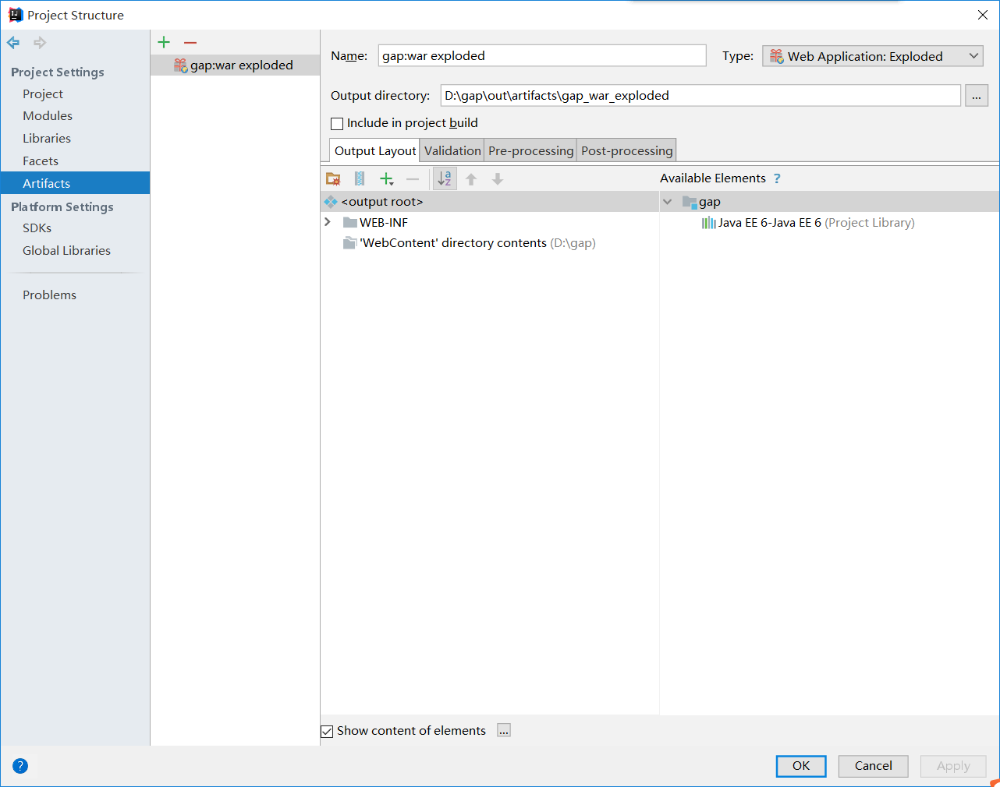 Project Structure
Project Settings
Project
Modules
Libraries
Facets
Artifacts
Platform Settings
SDKs
Global Libraries
Problems
gap:war exploded
Name: gap:war exploded Type: Web Application: Exploded
Output directory: D:\gap\out\artifacts\gap_war_exploded ...
Include in project build
Output Layout Validation Pre-processing Post-processing
Available Elements ?
<output root>
WEB-INF
'WebContent' directory contents (D:\gap)
gap
Java EE 6-Java EE 6 (Project Library)
Show content of elements ...
? OK Cancel Apply